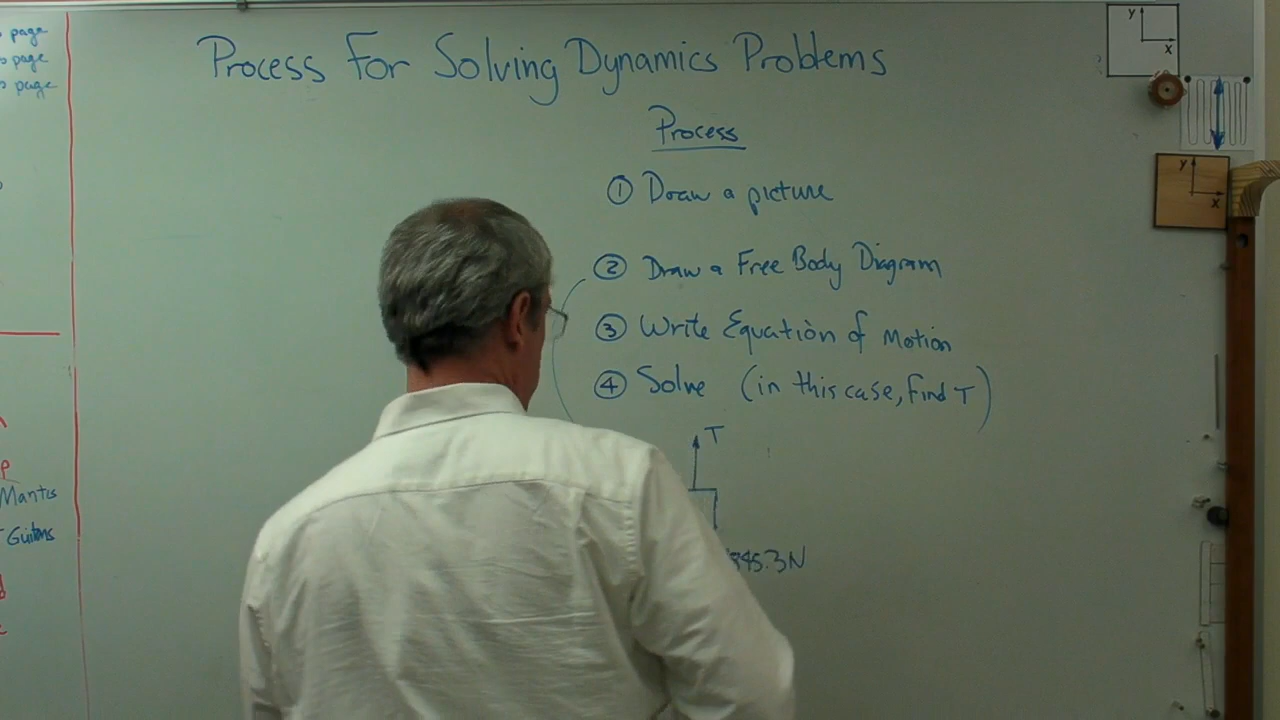 page
page
page
Process For Solving Dynamics Problems
Process
① Draw a picture
② Draw a Free Body Diagram
③ Write Equation of Motion
④ Solve (in this case, find T)
T
845.3N
Mantis
Guitars
y
x
y
x